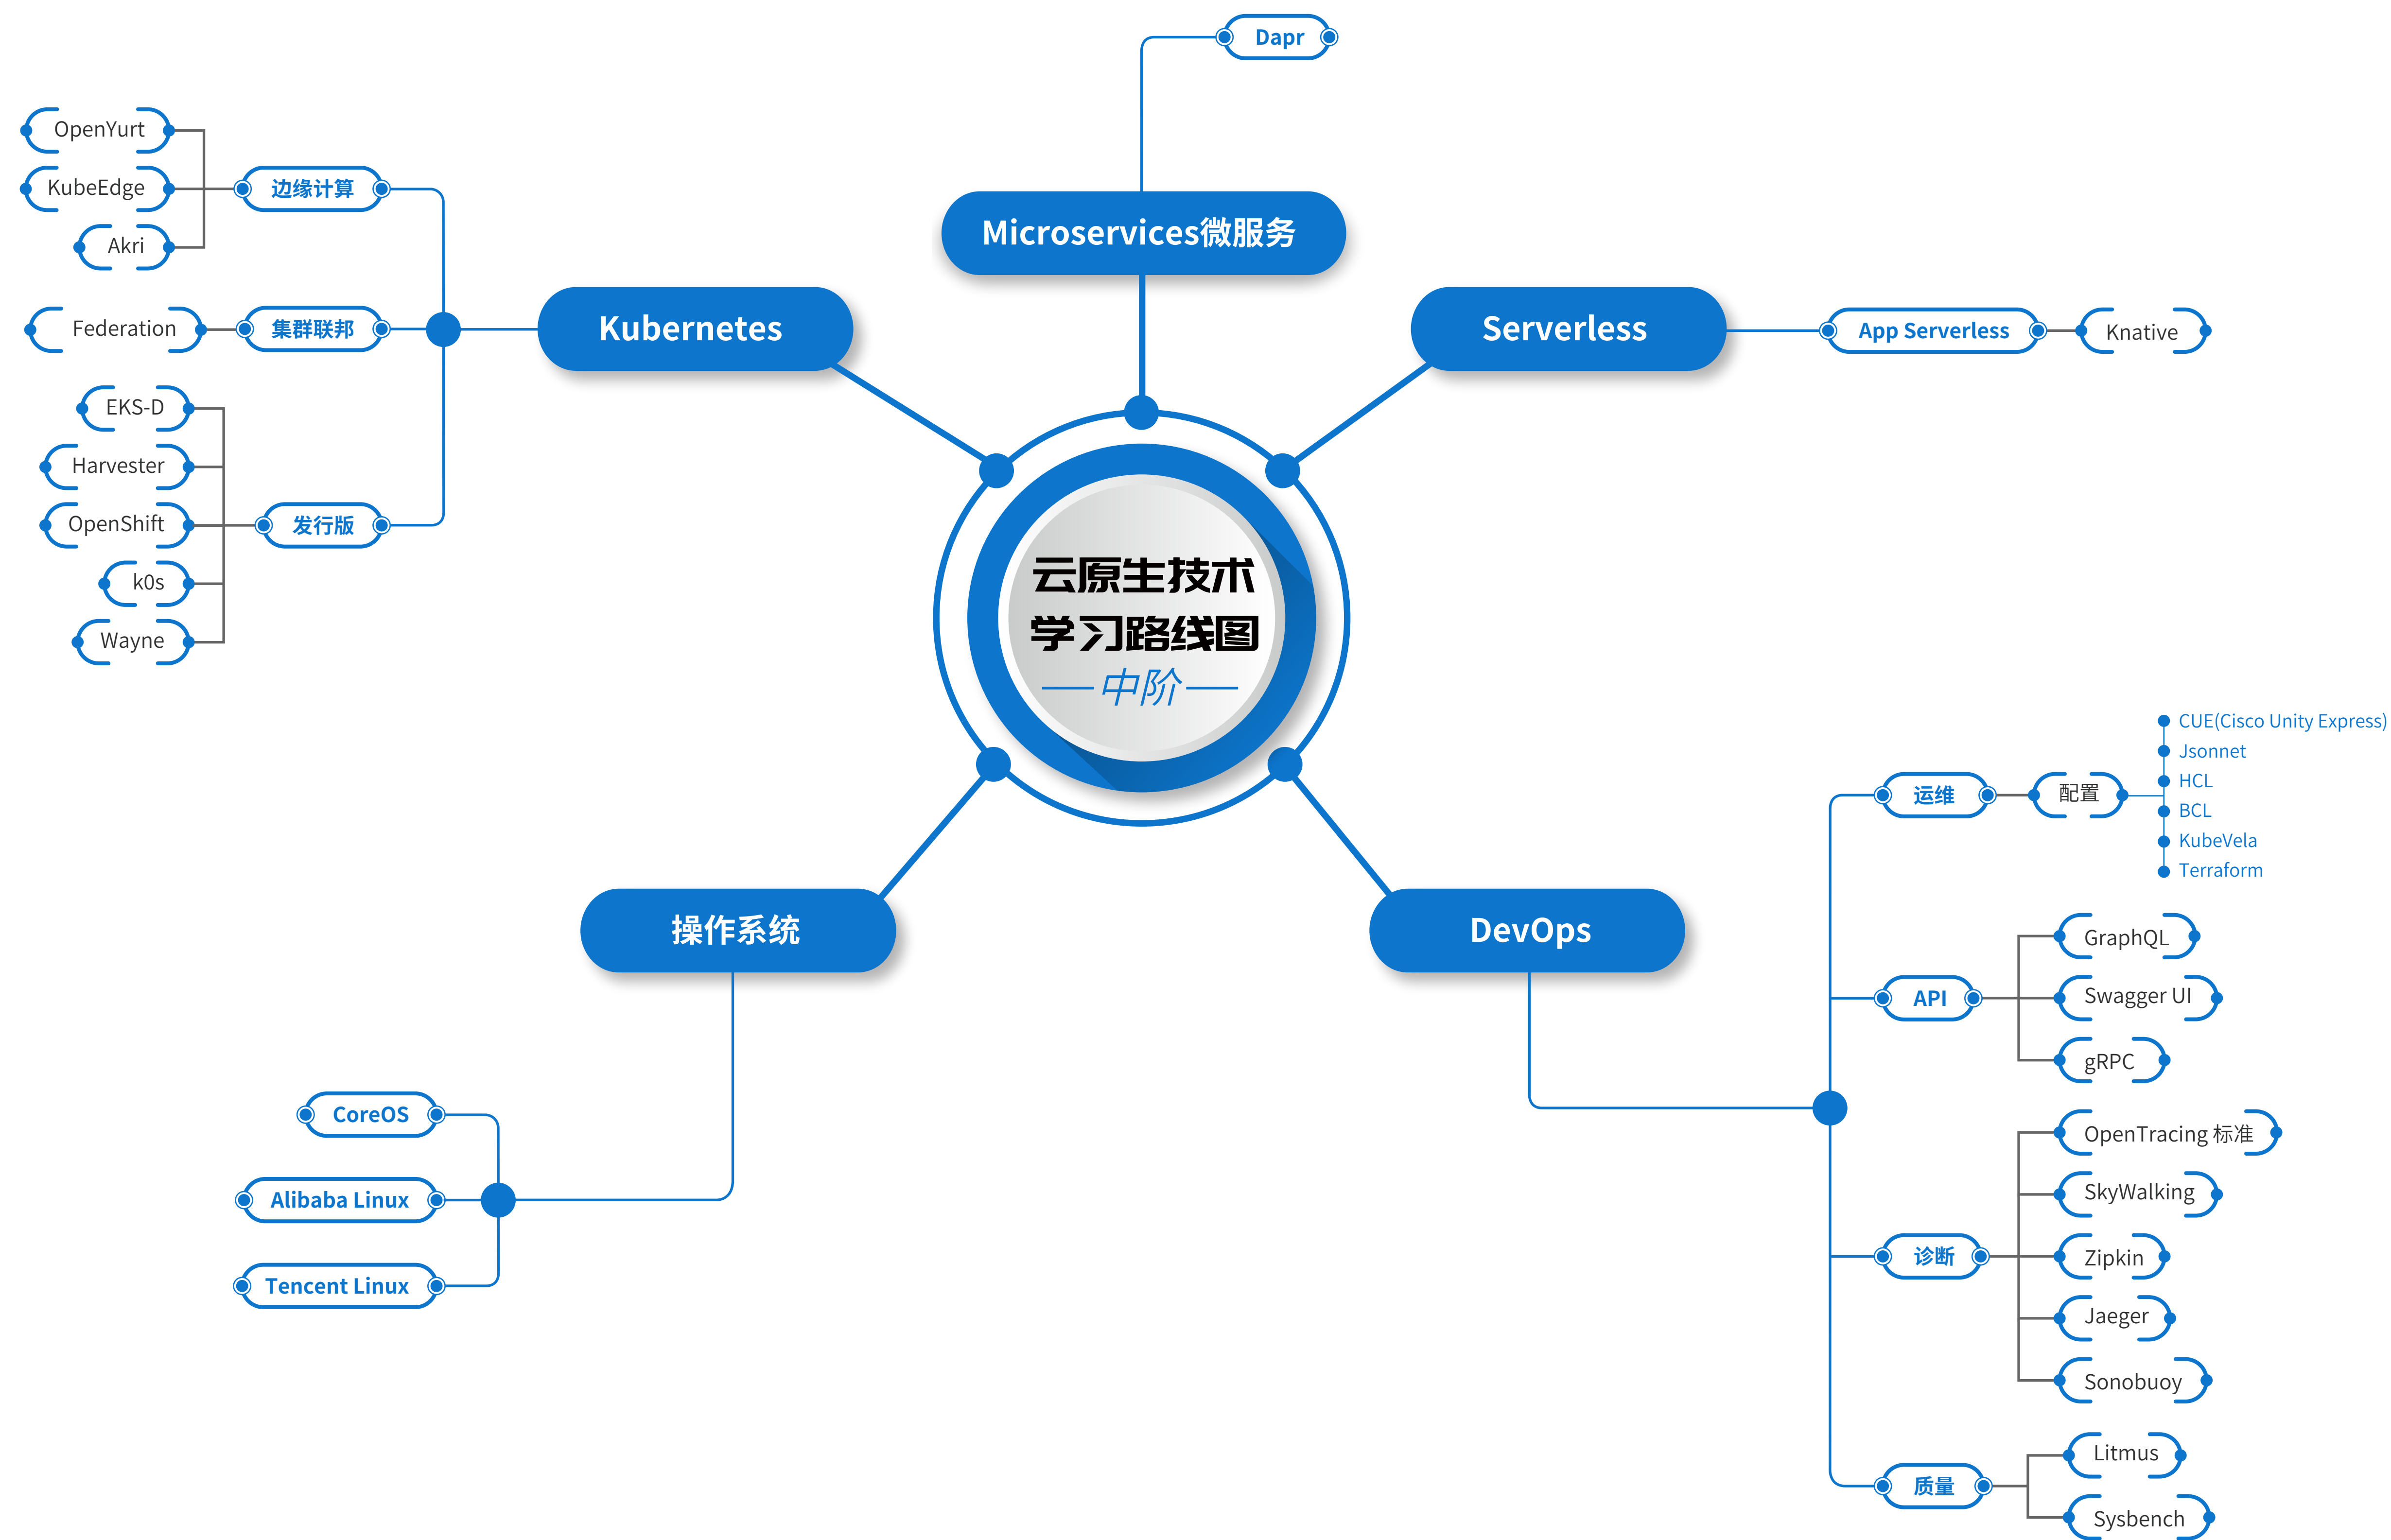 Dapr
Microservices微服务
OpenYurt
KubeEdge
Akri
边缘计算
Federation
集群联邦
EKS-D
Harvester
OpenShift
k0s
Wayne
发行版
Kubernetes
Serverless
App Serverless
Knative
云原生技术
学习路线图
中阶
操作系统
CoreOS
Alibaba Linux
Tencent Linux
DevOps
运维
配置
CUE(Cisco Unity Express)
Jsonnet
HCL
BCL
KubeVela
Terraform
API
GraphQL
Swagger UI
gRPC
诊断
OpenTracing 标准
SkyWalking
Zipkin
Jaeger
Sonobuoy
质量
Litmus
Sysbench